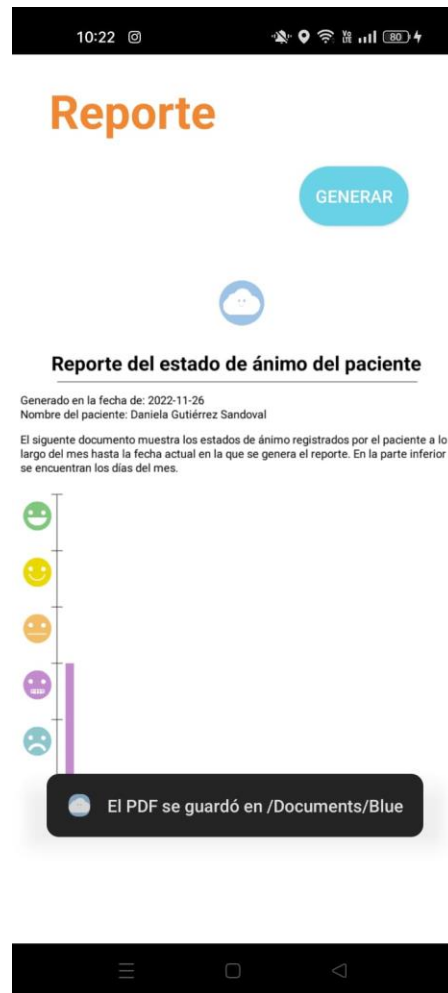 10:22
Vo
LTE
80
Reporte
GENERAR
Reporte del estado de ánimo del paciente
Generado en la fecha de: 2022-11-26
Nombre del paciente: Daniela Gutiérrez Sandoval
El siguente documento muestra los estados de ánimo registrados por el paciente a lo
largo del mes hasta la fecha actual en la que se genera el reporte. En la parte inferior
se encuentran los días del mes.
El PDF se guardó en /Documents/Blue